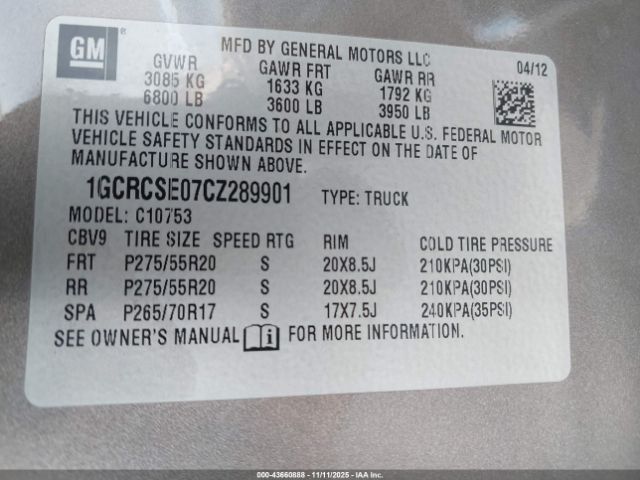 GM
MFD BY GENERAL MOTORS LLC
04/12
GVWR GAWR FRT GAWR RR
3085 KG 1633 KG 1792 KG
6800 LB 3600 LB 3950 LB
THIS VEHICLE CONFORMS TO ALL APPLICABLE U.S. FEDERAL MOTOR
VEHICLE SAFETY STANDARDS IN EFFECT ON THE DATE OF
MANUFACTURE SHOWN ABOVE.
1GCRCSE07CZ289901 TYPE: TRUCK
MODEL: C10753
CBV9 TIRE SIZE SPEED RTG RIM COLD TIRE PRESSURE
FRT P275/55R20 S 20X8.5J 210KPA(30PSI)
RR P275/55R20 S 20X8.5J 210KPA(30PSI)
SPA P265/70R17 S 17X7.5J 240KPA(35PSI)
SEE OWNER'S MANUAL FOR MORE INFORMATION.
000-43660888 - 11/11/2025 - IAA Inc.